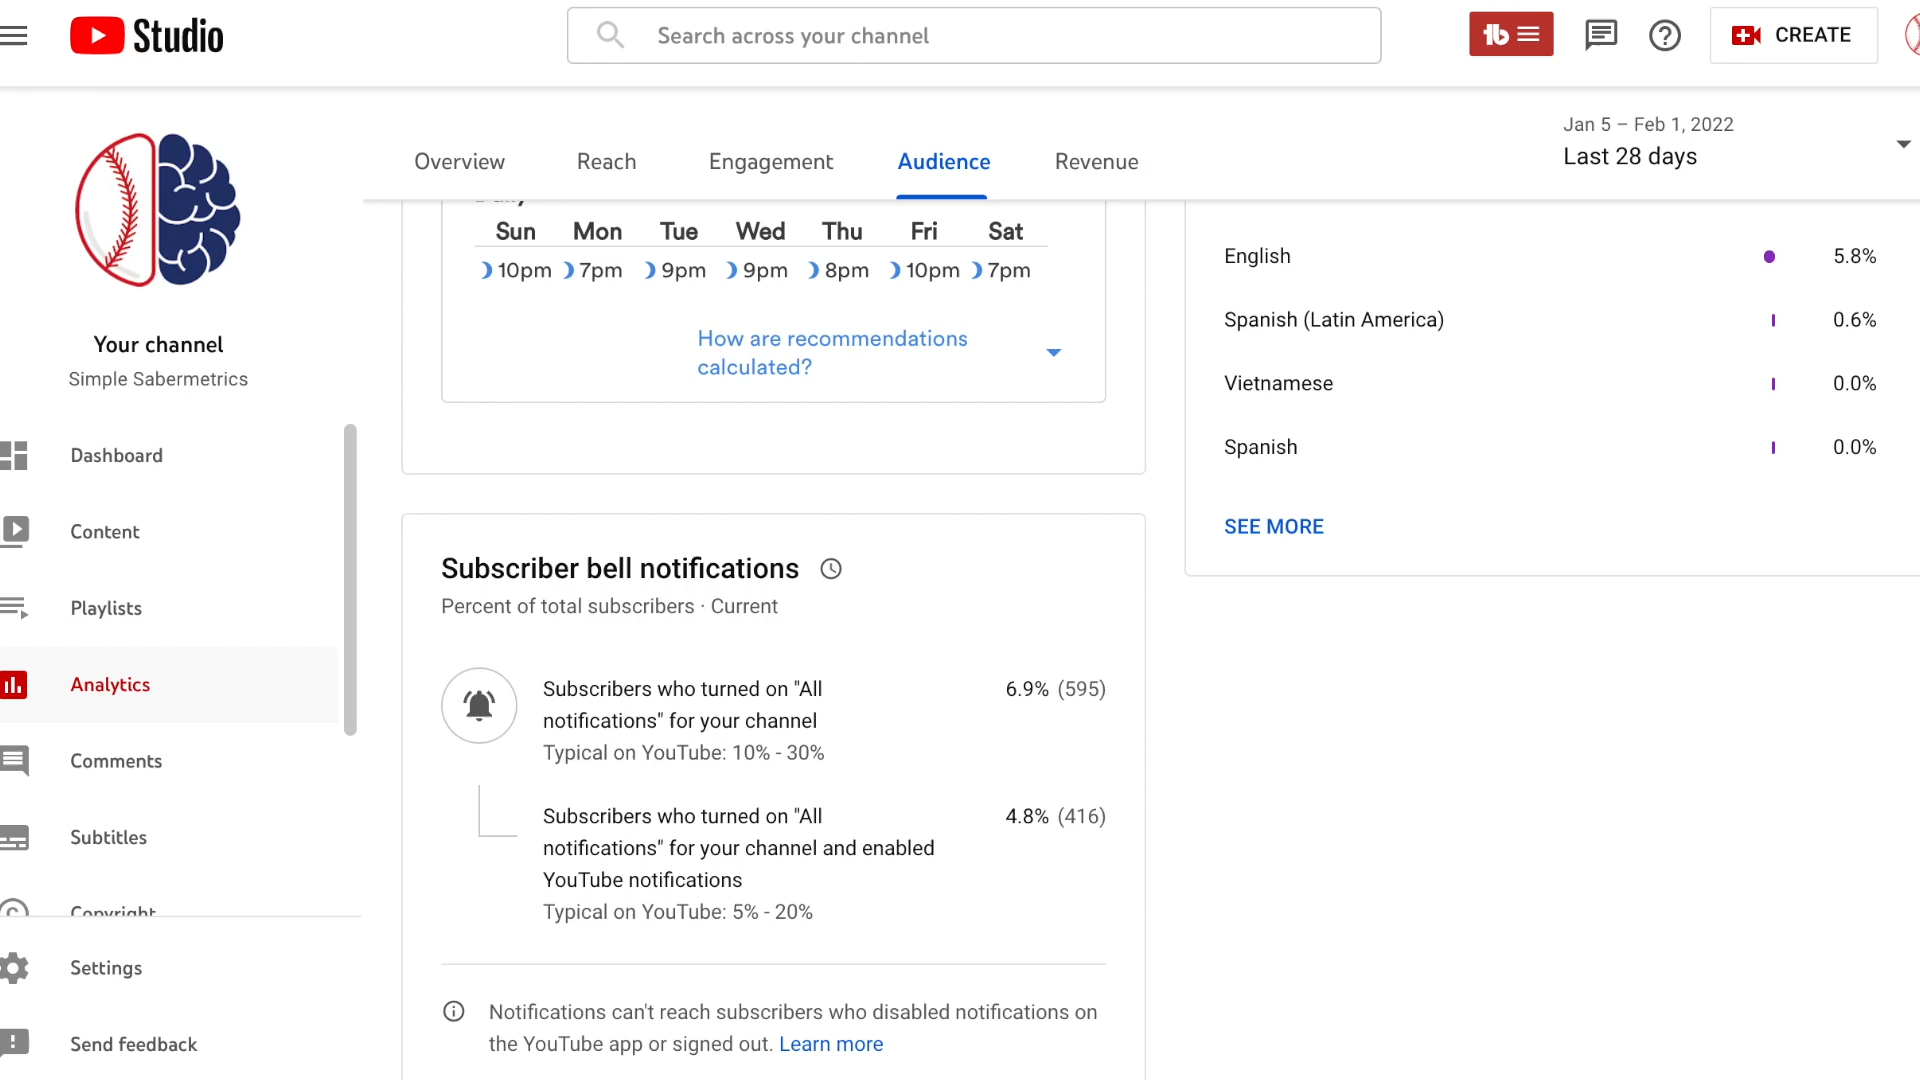 Studio
Search across your channel
CREATE
Jan 5 – Feb 1, 2022
Last 28 days
Overview
Reach
Engagement
Audience
Revenue
Your channel
Simple Sabermetrics
Dashboard
Content
Playlists
Analytics
Comments
Subtitles
Copyright
Settings
Send feedback
Daily
Sun Mon Tue Wed Thu Fri Sat
10pm 7pm 9pm 9pm 8pm 10pm 7pm
How are recommendations
calculated?
Subscriber bell notifications
Percent of total subscribers · Current
Subscribers who turned on "All 6.9% (595)
notifications" for your channel
Typical on YouTube: 10% - 30%
Subscribers who turned on "All 4.8% (416)
notifications" for your channel and enabled
YouTube notifications
Typical on YouTube: 5% - 20%
Notifications can't reach subscribers who disabled notifications on
the YouTube app or signed out. Learn more
English 5.8%
Spanish (Latin America) 0.6%
Vietnamese 0.0%
Spanish 0.0%
SEE MORE